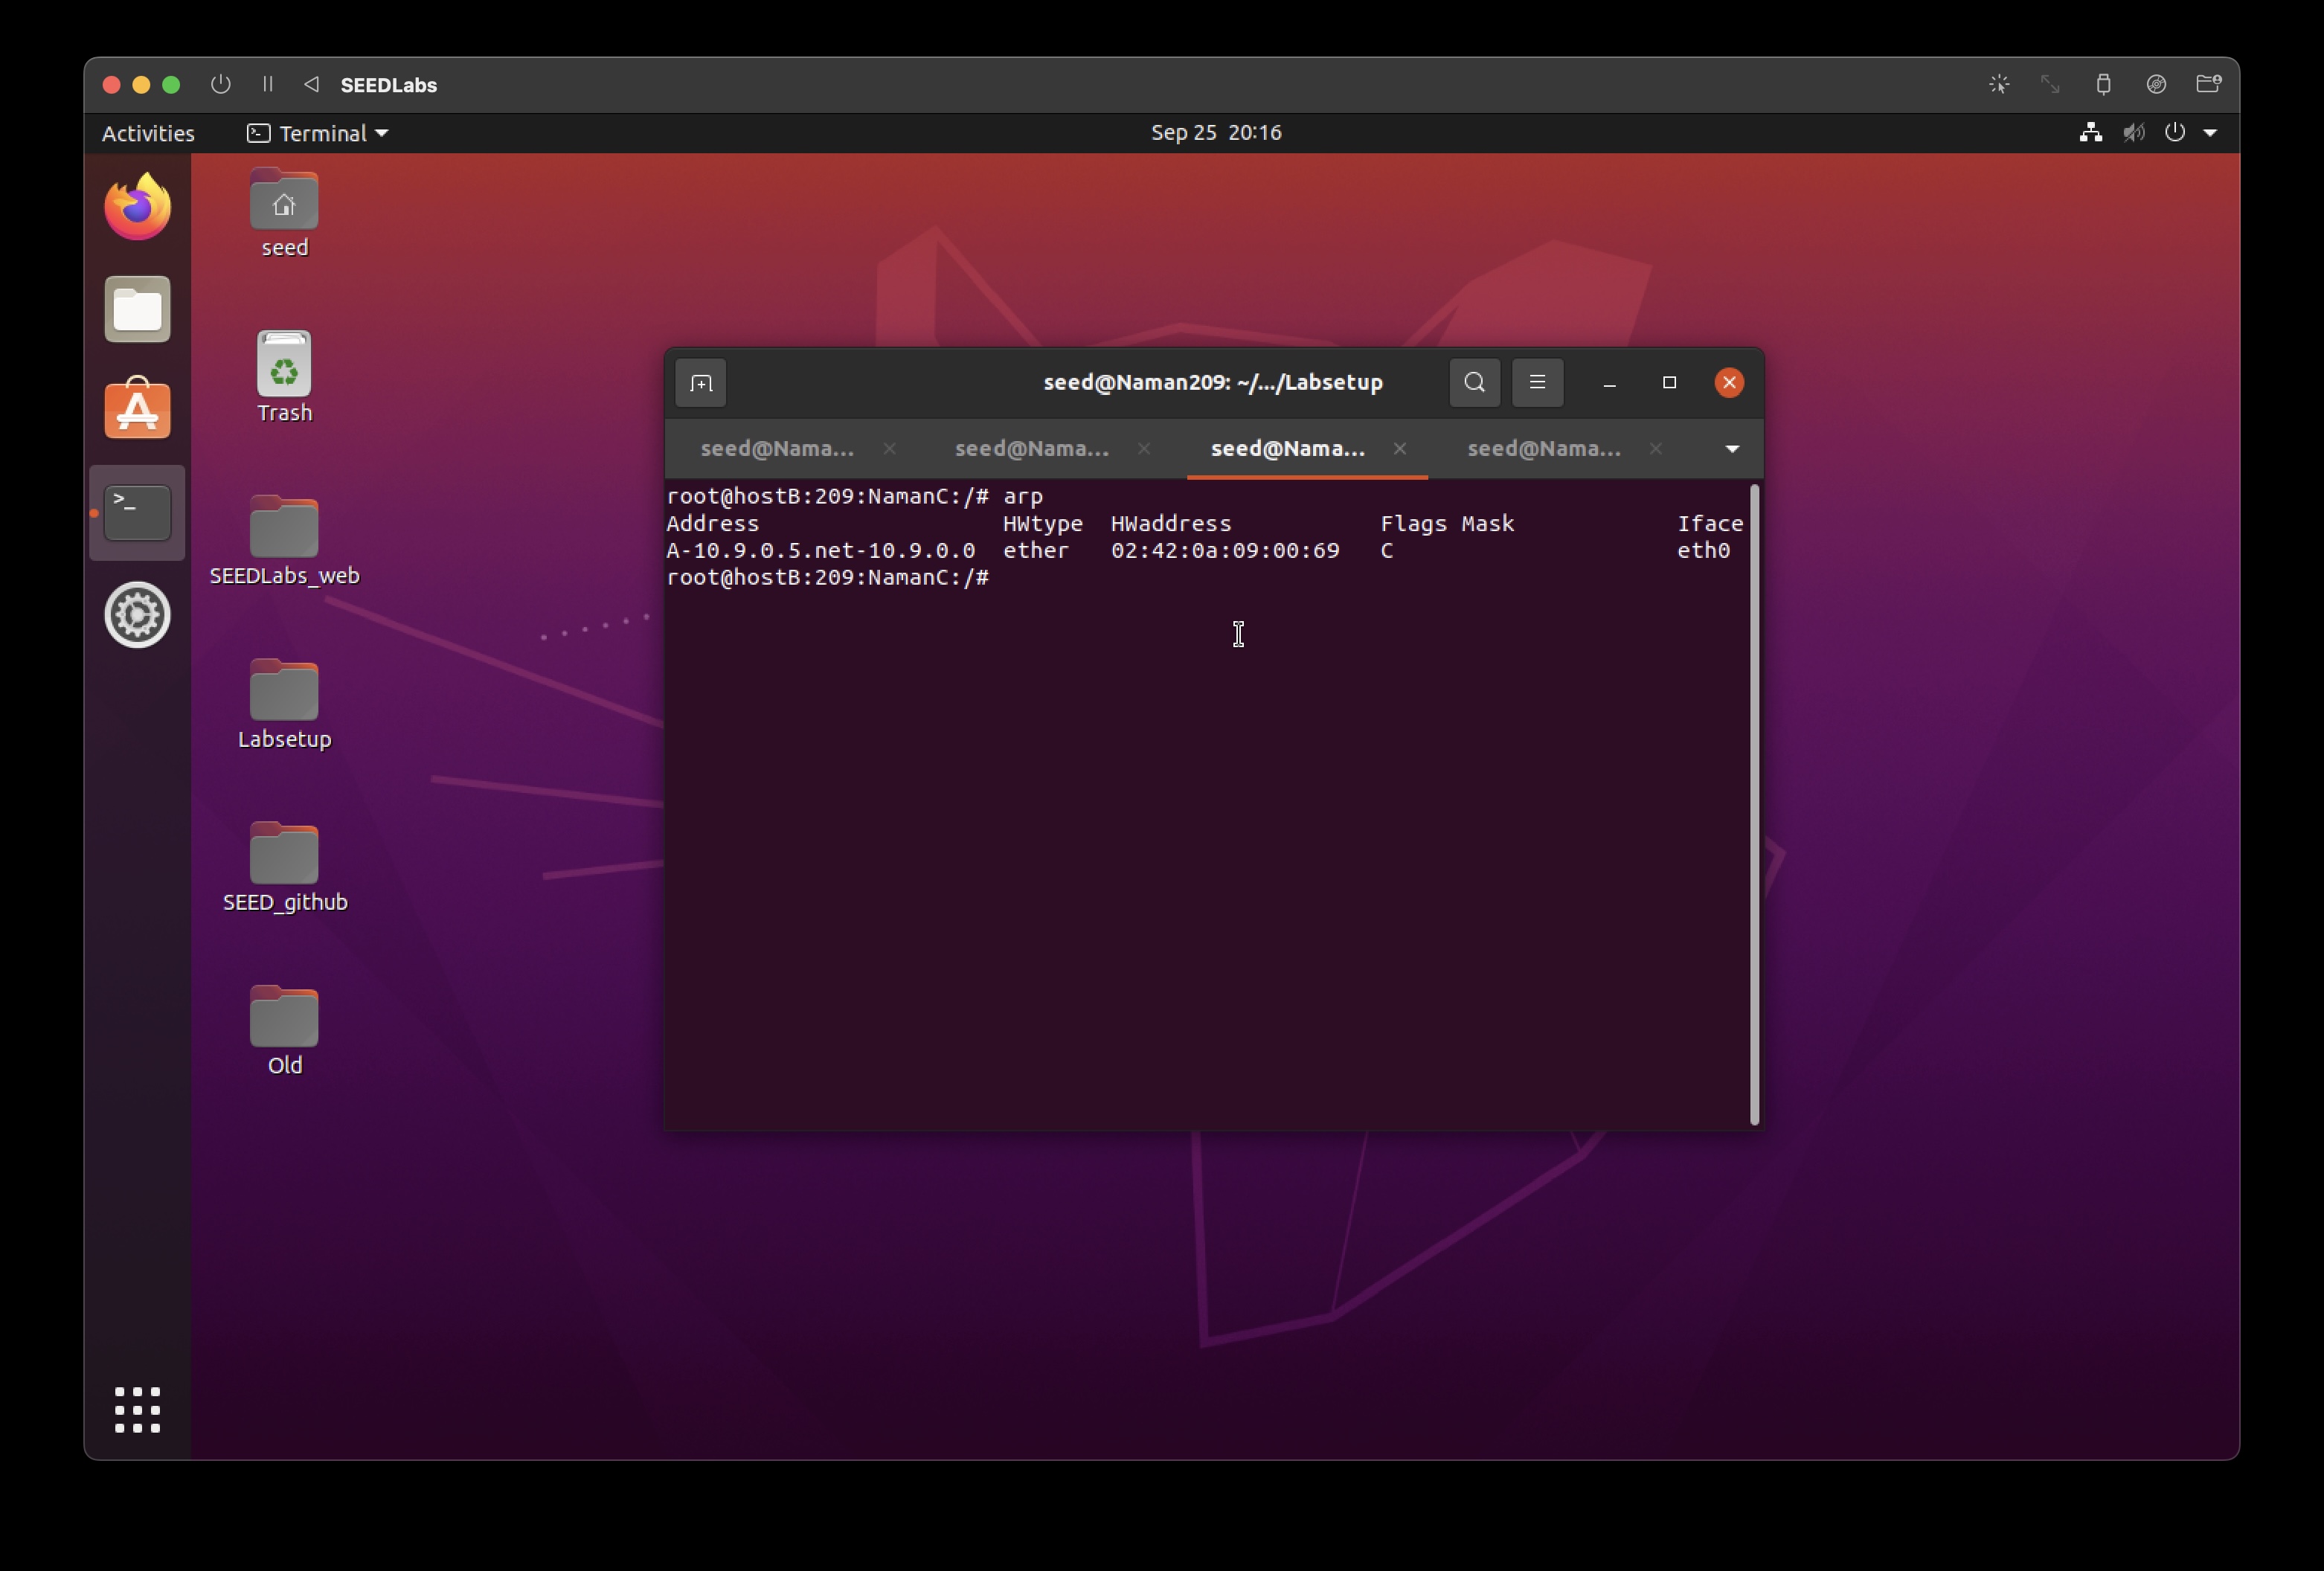 SEEDLabs
Activities
Terminal
Sep 25 20:16
seed
Trash
SEEDLabs_web
Labsetup
SEED_github
Old
seed@Naman209: ~/.../Labsetup
seed@Nama... seed@Nama... seed@Nama... seed@Nama...
root@hostB:209:NamanC:/# arp
Address HWtype HWaddress Flags Mask Iface
A-10.9.0.5.net-10.9.0.0 ether 02:42:0a:09:00:69 C eth0
root@hostB:209:NamanC:/#